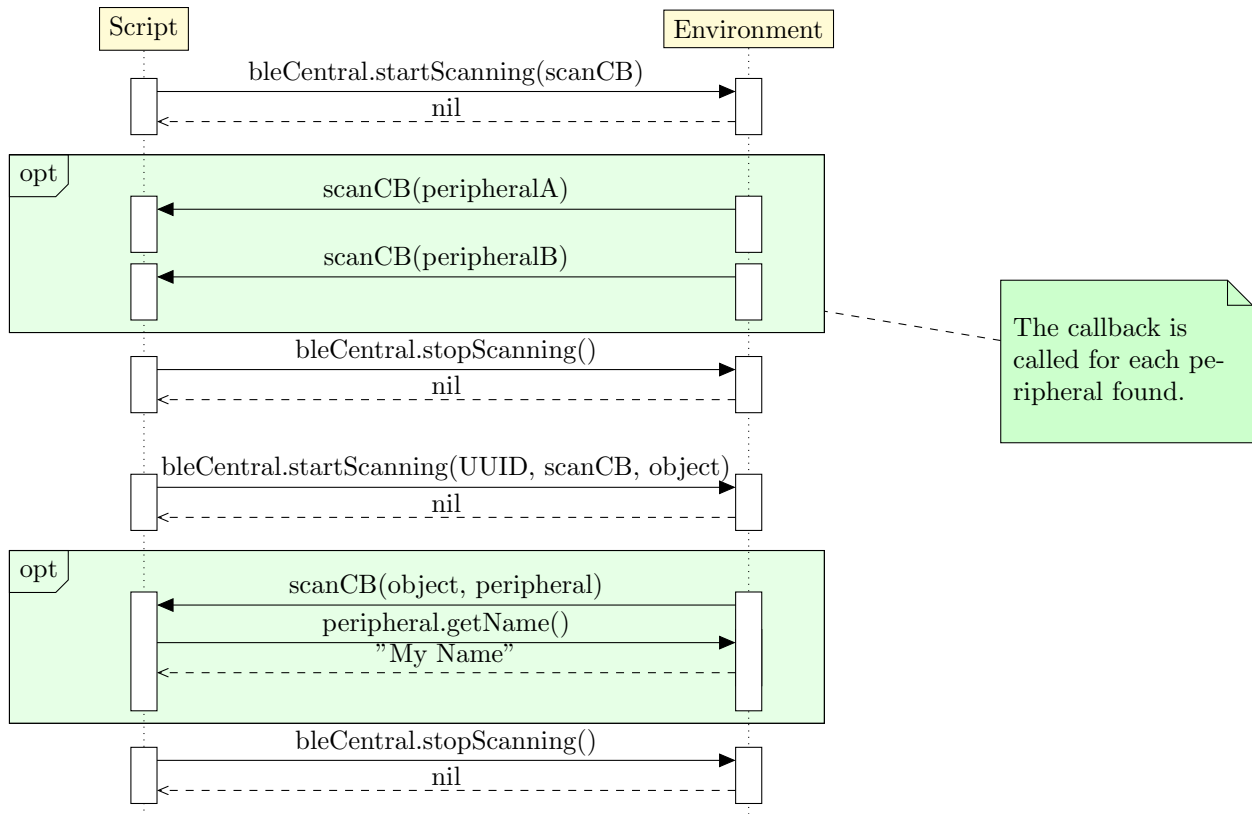 Script
Environment
bleCentral.startScanning(scanCB)
nil
opt
scanCB(peripheralA)
scanCB(peripheralB)
The callback is
called for each pe-
ripheral found.
bleCentral.stopScanning()
nil
bleCentral.startScanning(UUID, scanCB, object)
nil
opt
scanCB(object, peripheral)
peripheral.getName()
”My Name”
bleCentral.stopScanning()
nil